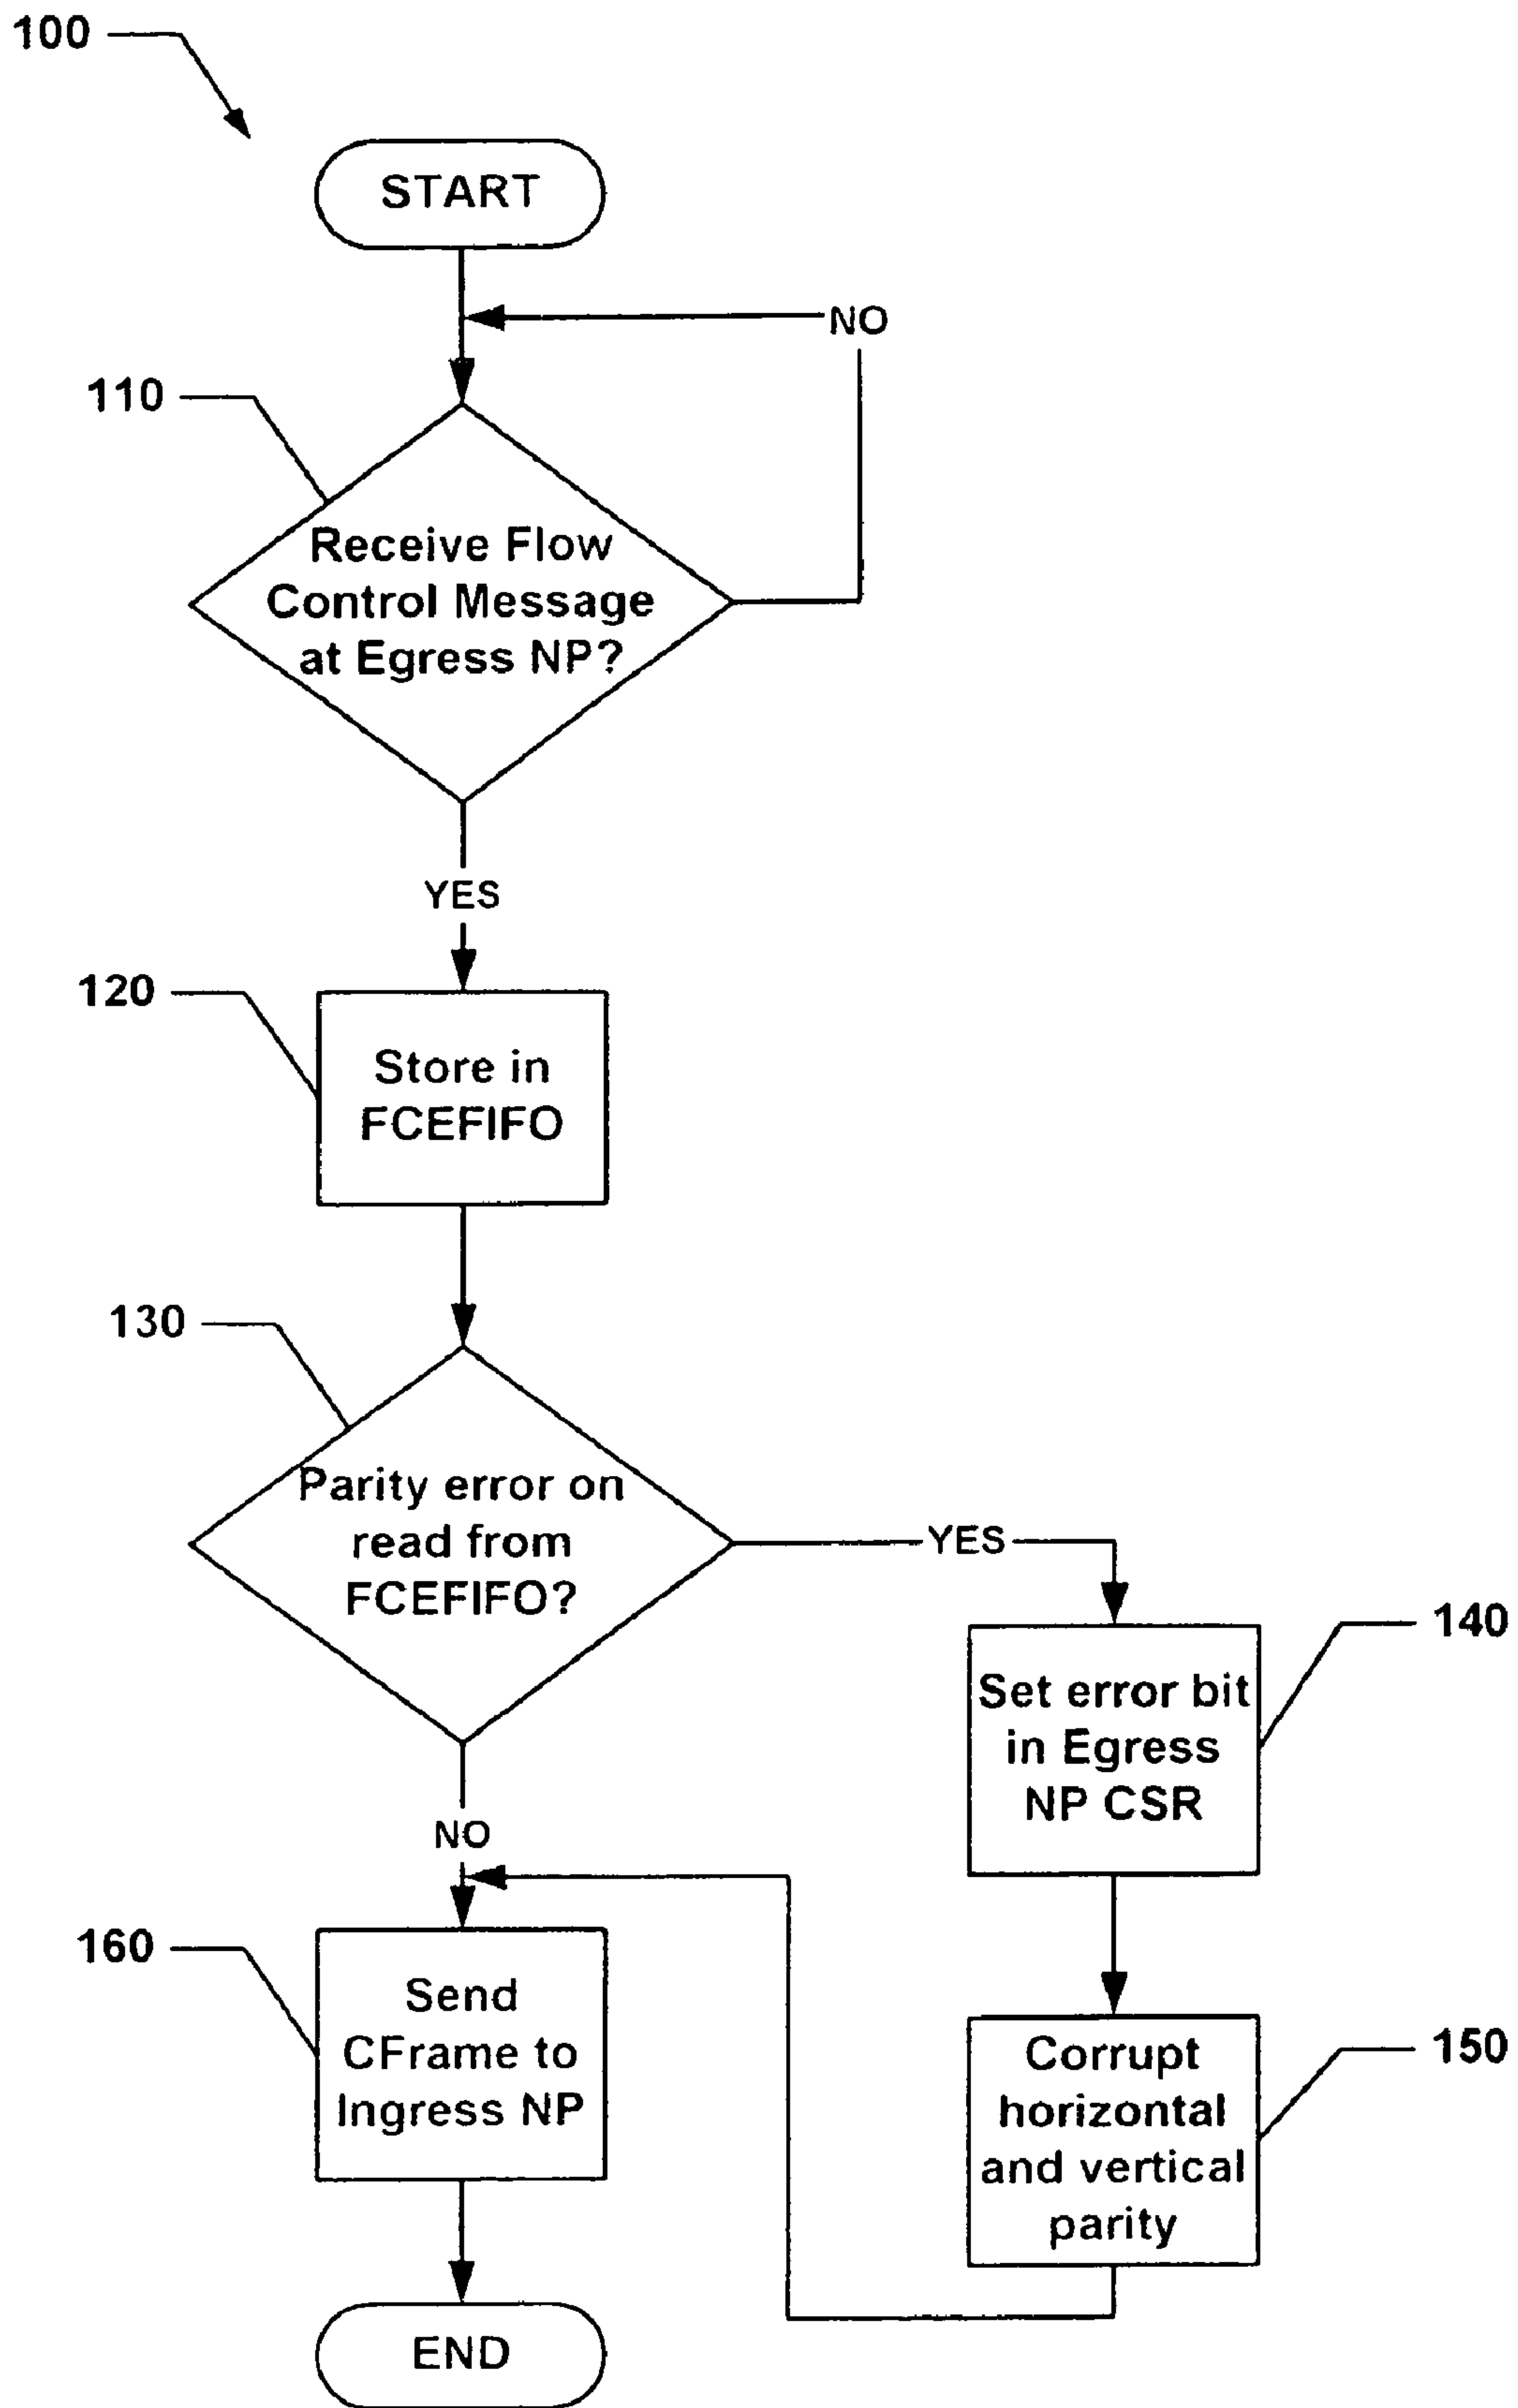 100
START
NO
110
Receive Flow
Control Message
at Egress NP?
YES
120
Store in
FCEFIFO
130
Parity error on
read from
FCEFIFO?
YES
140
Set error bit
in Egress
NP CSR
NO
160
Send
CFrame to
Ingress NP
150
Corrupt
horizontal
and vertical
parity
END